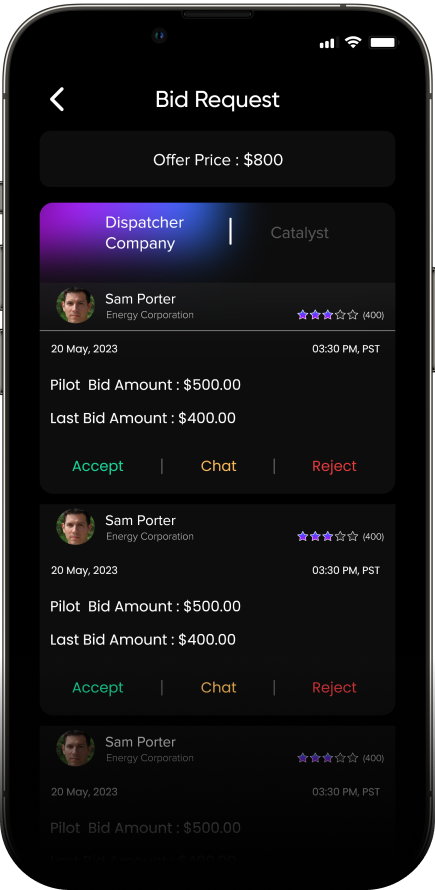 Bid Request
Offer Price : $800
Dispatcher
Company
Catalyst
Sam Porter
Energy Corporation
(400)
20 May, 2023
03:30 PM, PST
Pilot  Bid Amount : $500.00
Last Bid Amount : $400.00
Accept | Chat | Reject
Sam Porter
Energy Corporation
(400)
20 May, 2023
03:30 PM, PST
Pilot  Bid Amount : $500.00
Last Bid Amount : $400.00
Accept | Chat | Reject
Sam Porter
Energy Corporation
(400)
20 May, 2023
03:30 PM, PST
Pilot  Bid Amount : $500.00